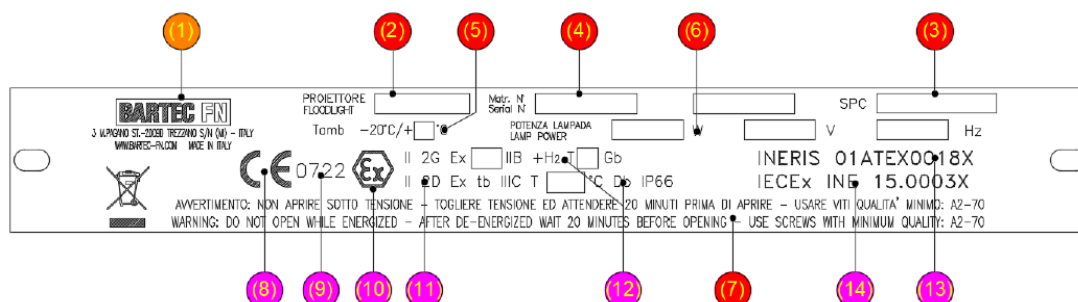 (1) (2) (5) (4) (6) (3)
BARTEC FN
J. M.PAGANO ST.-20090 TREZZANO S/N (MI) - ITALY
WWW.BARTEC-FN.COM MADE IN ITALY
PROIETTORE
FLOODLIGHT
Matr. N°
Serial N°
SPC
Tamb -20°C/+ °C
POTENZA LAMPADA
LAMP POWER
W V Hz
CE 0722 Ex
II 2G Ex IIB +H2 T Gb
II 2D Ex tb IIIC T °C Db IP66
INERIS 01ATEX0018X
IECEx INE 15.0003X
AVVERTIMENTO: NON APRIRE SOTTO TENSIONE - TOGLIERE TENSIONE ED ATTENDERE 20 MINUTI PRIMA DI APRIRE - USARE VITI QUALITA' MINIMO: A2-70
WARNING: DO NOT OPEN WHILE ENERGIZED - AFTER DE-ENERGIZED WAIT 20 MINUTES BEFORE OPENING - USE SCREWS WITH MINIMUM QUALITY: A2-70
(8) (9) (10) (11) (12) (7) (14) (13)